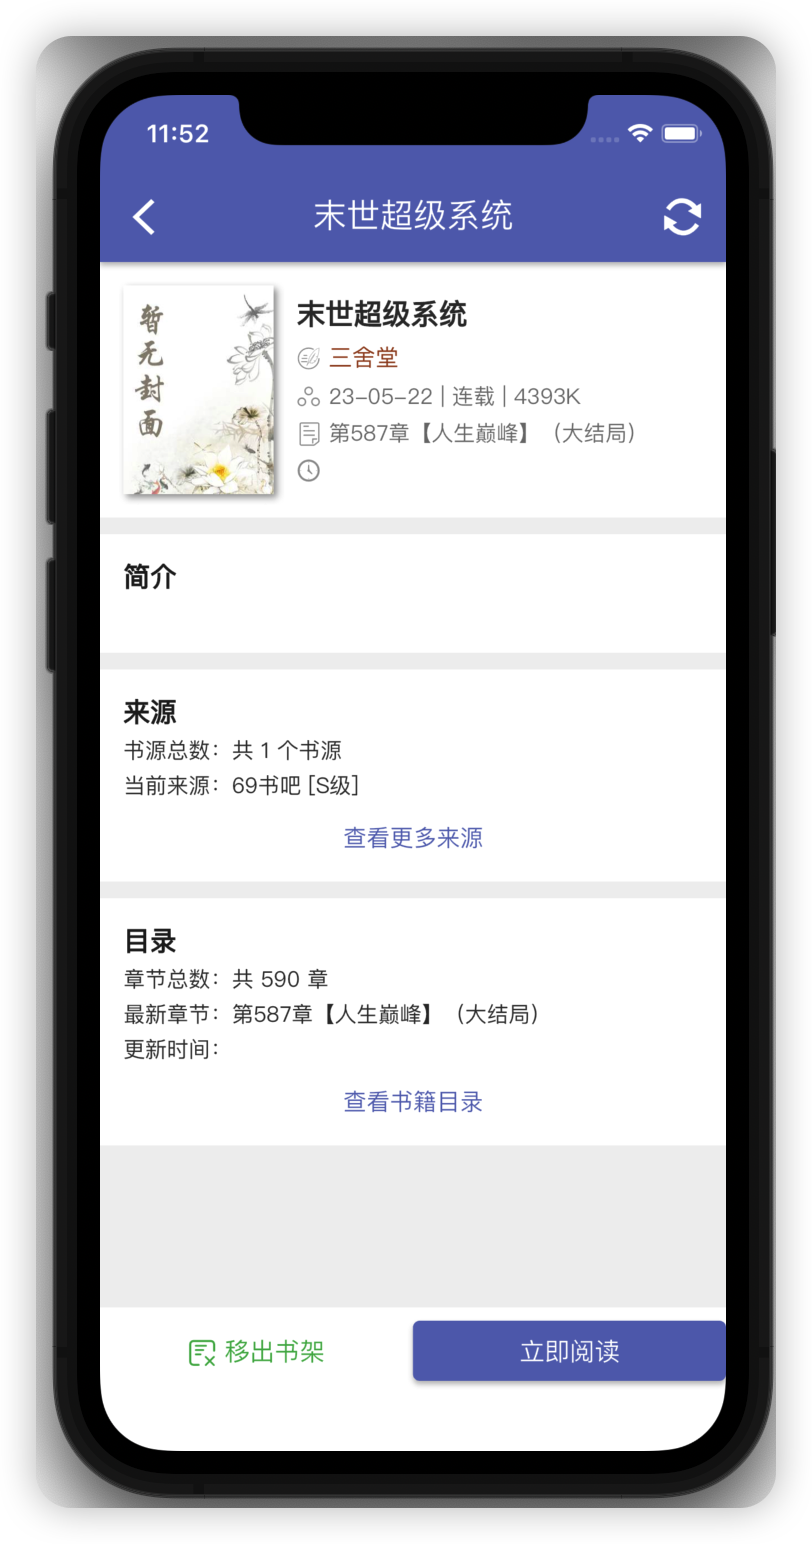 11:52
末世超级系统
暂无封面
末世超级系统
三舍堂
23-05-22 | 连载 | 4393K
第587章【人生巅峰】（大结局）
简介
来源
书源总数：共 1 个书源
当前来源：69书吧 [S级]
查看更多来源
目录
章节总数：共 590 章
最新章节：第587章【人生巅峰】（大结局）
更新时间：
查看书籍目录
移出书架
立即阅读